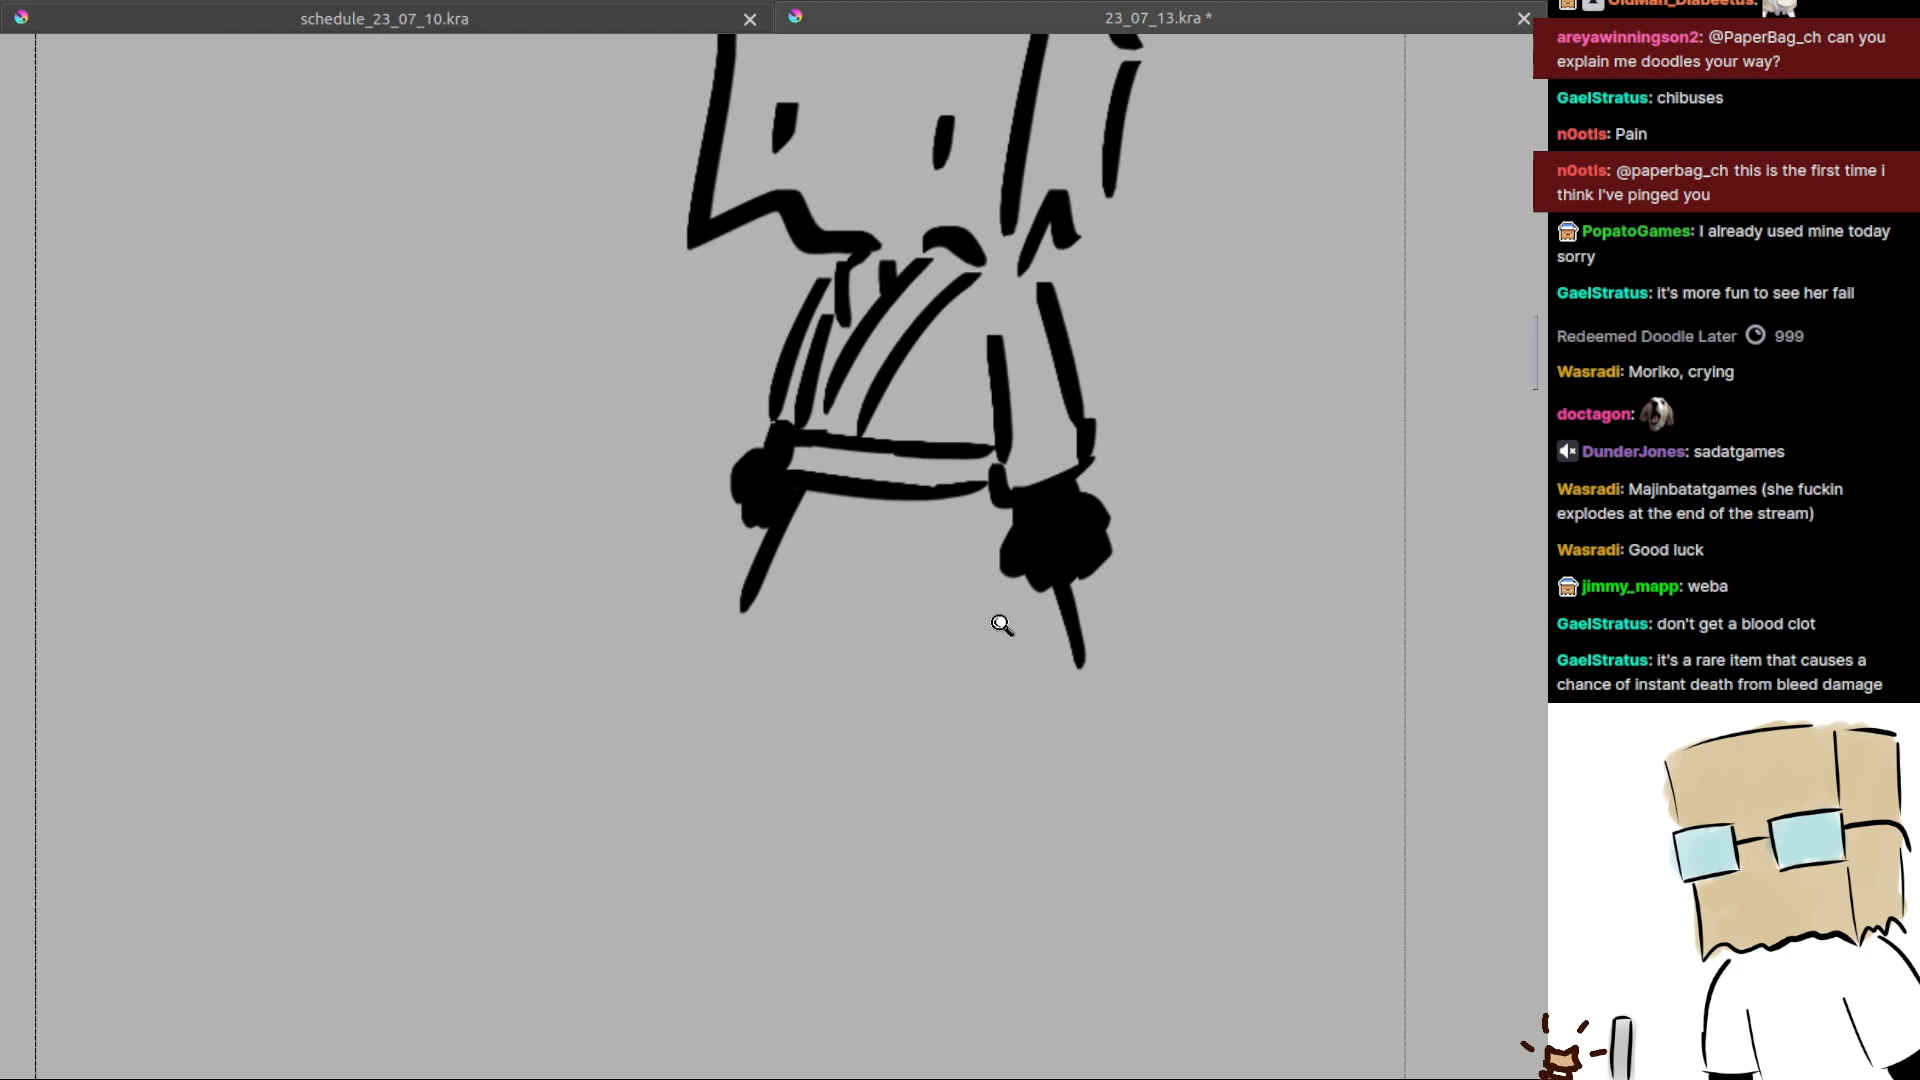 schedule_23_07_10.kra
23_07_13.kra *
OldMan_Diabeetus:
areyawinningson2: @PaperBag_ch can you
explain me doodles your way?
GaelStratus: chibuses
n0otls: Pain
n0otls: @paperbag_ch this is the first time i
think I've pinged you
PopatoGames: I already used mine today
sorry
GaelStratus: it's more fun to see her fail
Redeemed Doodle Later 999
Wasradi: Moriko, crying
doctagon:
DunderJones: sadatgames
Wasradi: Majinbatatgames (she fuckin
explodes at the end of the stream)
Wasradi: Good luck
jimmy_mapp: weba
GaelStratus: don't get a blood clot
GaelStratus: it's a rare item that causes a
chance of instant death from bleed damage